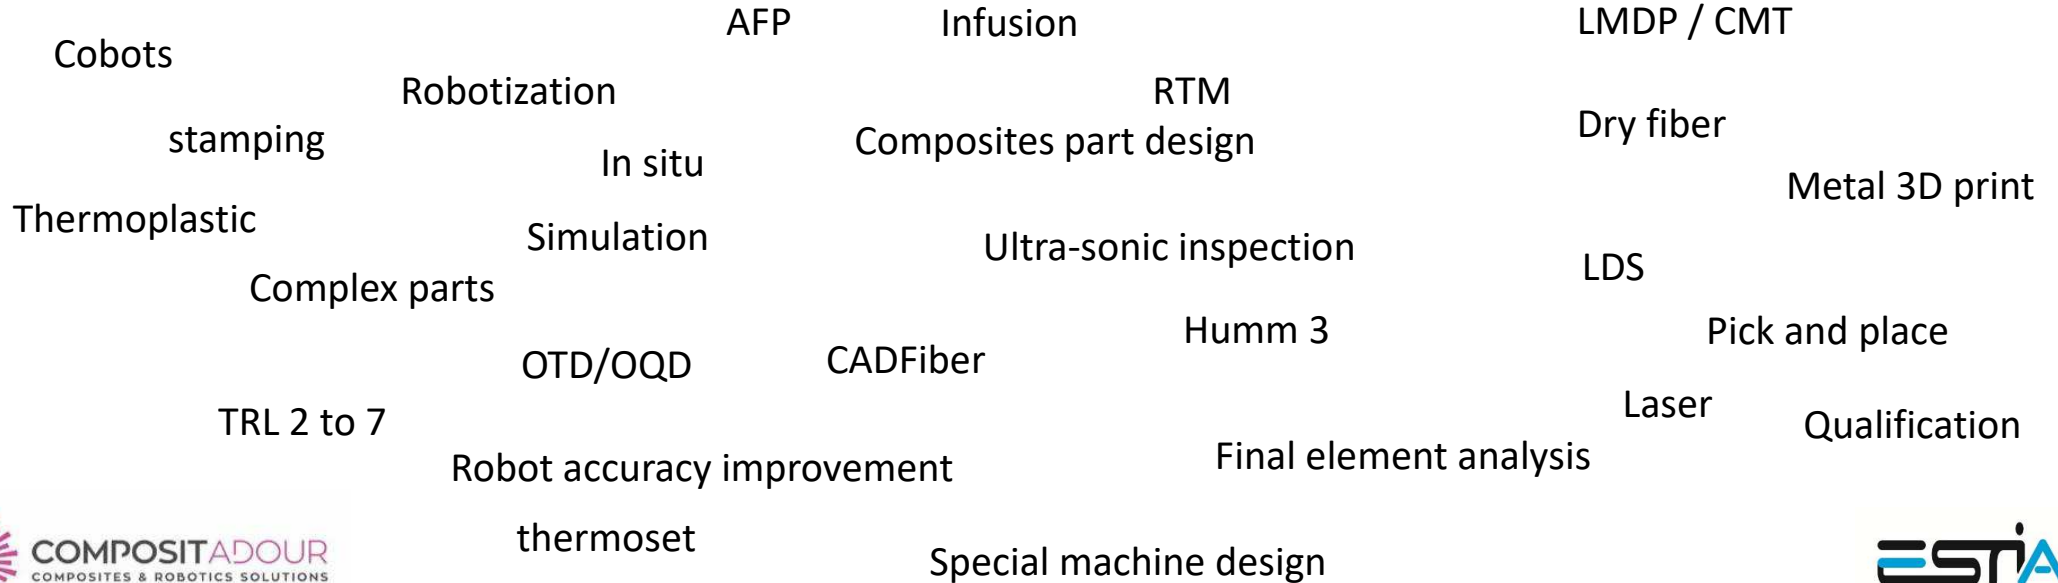 AFP
Infusion
LMDP / CMT
Cobots
Robotization
RTM
Dry fiber
stamping
Composites part design
In situ
Metal 3D print
Thermoplastic
Simulation
Ultra-sonic inspection
LDS
Complex parts
Humm 3
Pick and place
OTD/OQD
CADFiber
Laser
TRL 2 to 7
Qualification
Robot accuracy improvement
Final element analysis
thermoset
Special machine design
COMPOSITADOUR
COMPOSITES & ROBOTICS SOLUTIONS
ESTIA